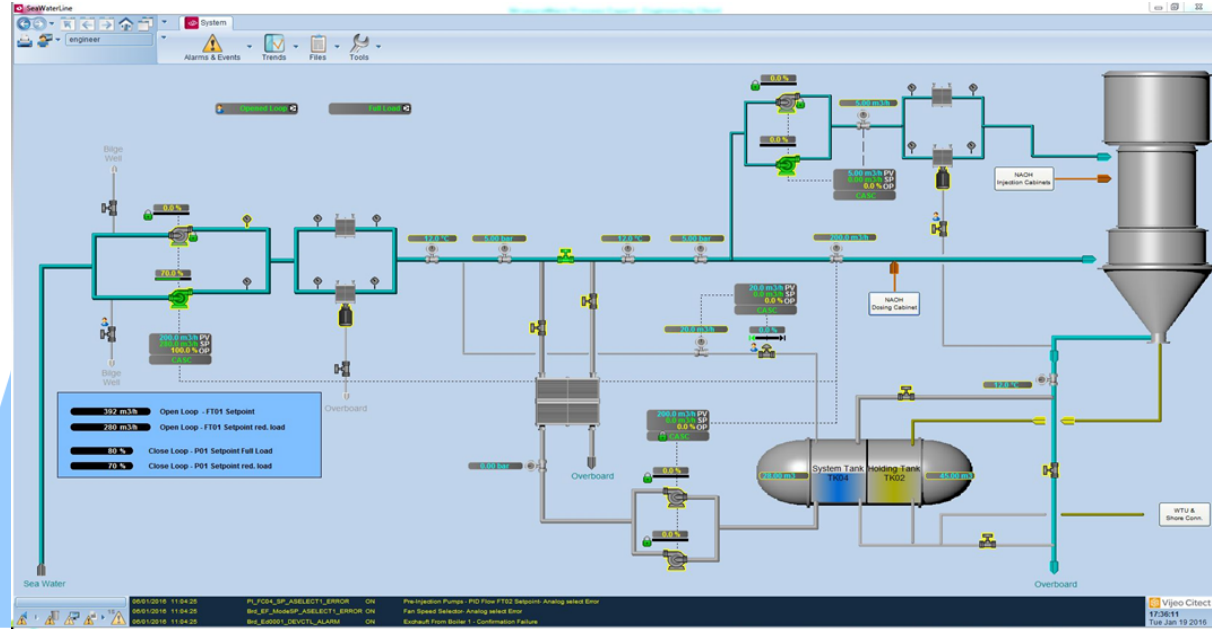 SeaWaterLine
System
engineer
Alarms & Events
Trends
Files
Tools
Opened Loop
Full Load
Bilge
Well
0.0 %
70.0 %
200.0 m3/h PV
280.0 m3/h SP
100.0 % OP
CASC
Bilge
Well
392 m3/h Open Loop - FT01 Setpoint
280 m3/h Open Loop - FT01 Setpoint red. load
80 % Close Loop - P01 Setpoint Full Load
70 % Close Loop - P01 Setpoint red. load
Sea Water
Overboard
12.0 °C
5.00 bar
12.0 °C
5.00 bar
200.0 m3/h
0.0 %
0.0 %
5.00 m3/h
5.00 m3/h PV
0.00 m3/h SP
0.0 % OP
CASC
NAOH
Injection Cabinets
NAOH
Dosing Cabinet
20.0 m3/h PV
0.0 m3/h SP
0.0 % OP
CASC
20.0 m3/h
0.0 %
12.0 °C
200.0 m3/h PV
0.0 m3/h SP
0.0 % OP
CASC
0.00 bar
Overboard
0.0 %
0.0 %
System Tank
TK04
Holding Tank
TK02
45.00 m3
WTU &
Shore Conn.
Overboard
06/01/2016 11:04:25 PI_FC04_SP_ASELECT1_ERROR ON Pre-Injection Pumps - PID Flow FT02 Setpoint- Analog select Error
06/01/2016 11:04:25 Brd_EF_ModeSP_ASELECT1_ERROR ON Fan Speed Selector- Analog select Error
06/01/2016 11:04:25 Brd_Ed0001_DEVCTL_ALARM ON Exchauft From Boiler 1 - Confirmation Failure
Vijeo Citect
17:36:11
Tue Jan 19 2016